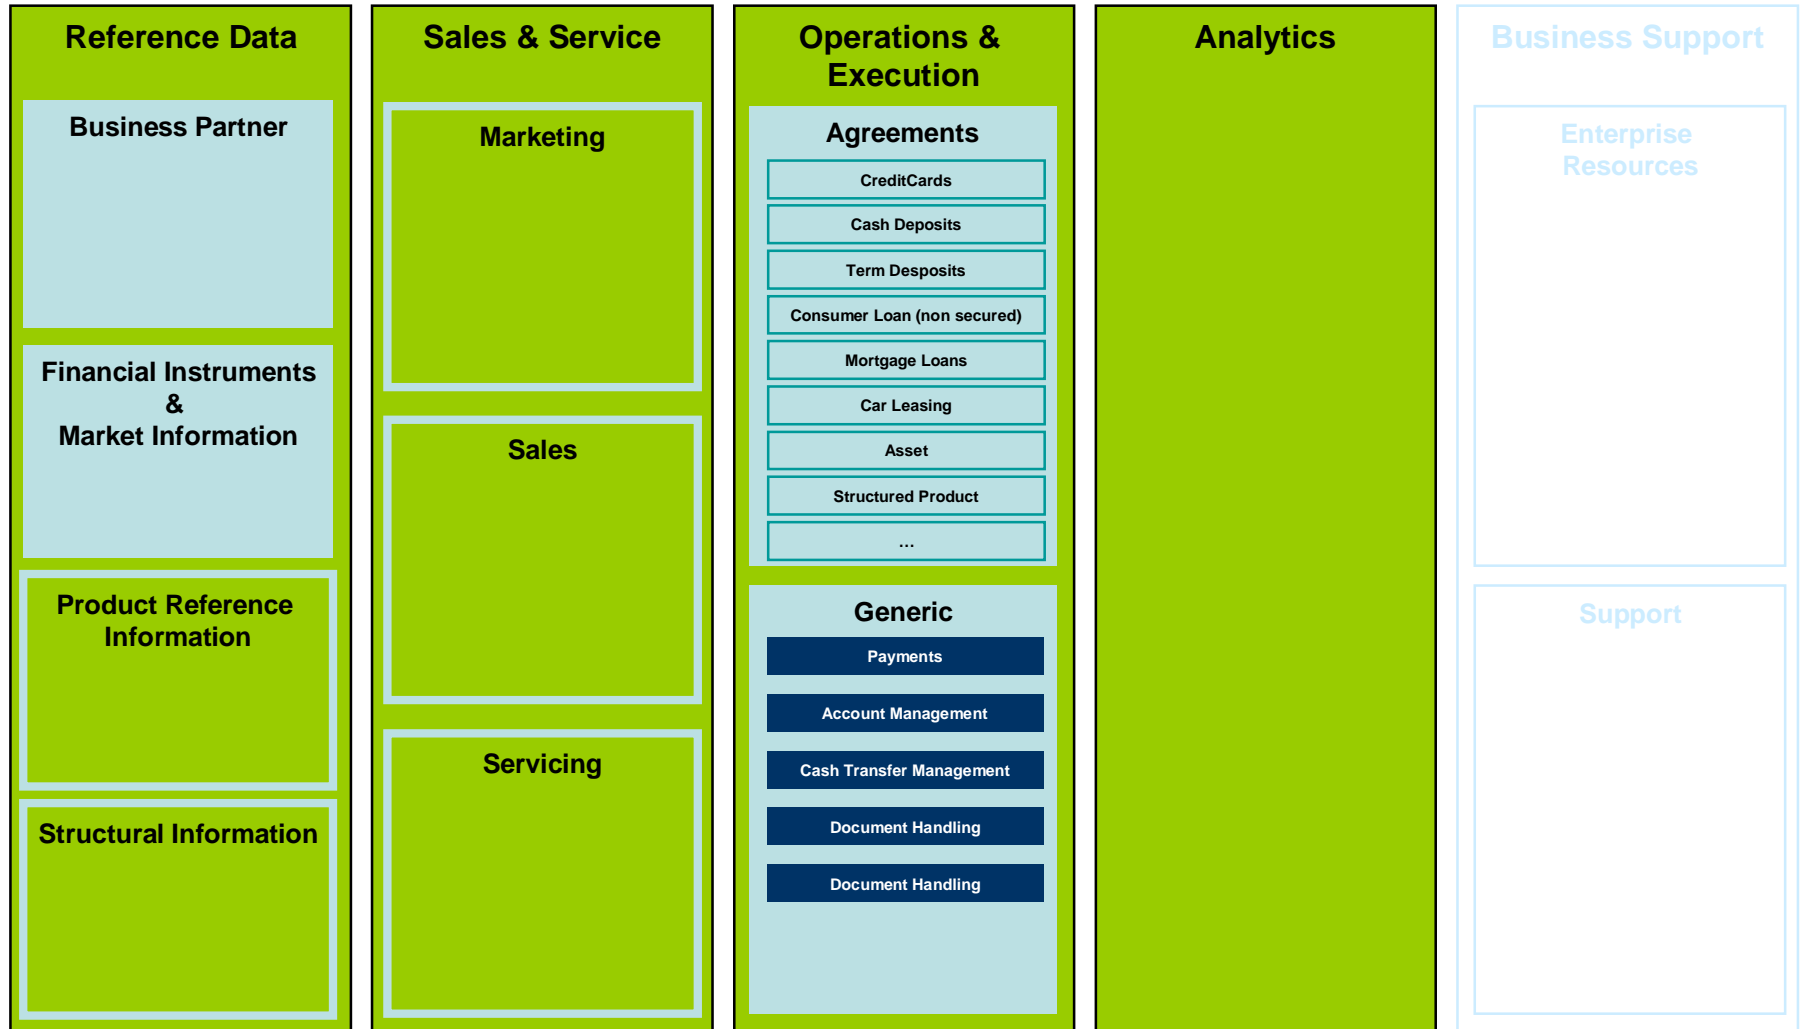 Reference Data
Business Partner
Financial Instruments
&
Market Information
Product Reference
Information
Structural Information
Sales & Service
Marketing
Sales
Servicing
Operations &
Execution
Agreements
CreditCards
Cash Deposits
Term Desposits
Consumer Loan (non secured)
Mortgage Loans
Car Leasing
Asset
Structured Product
…
Generic
Payments
Account Management
Cash Transfer Management
Document Handling
Document Handling
Analytics
Business Support
Enterprise
Resources
Support